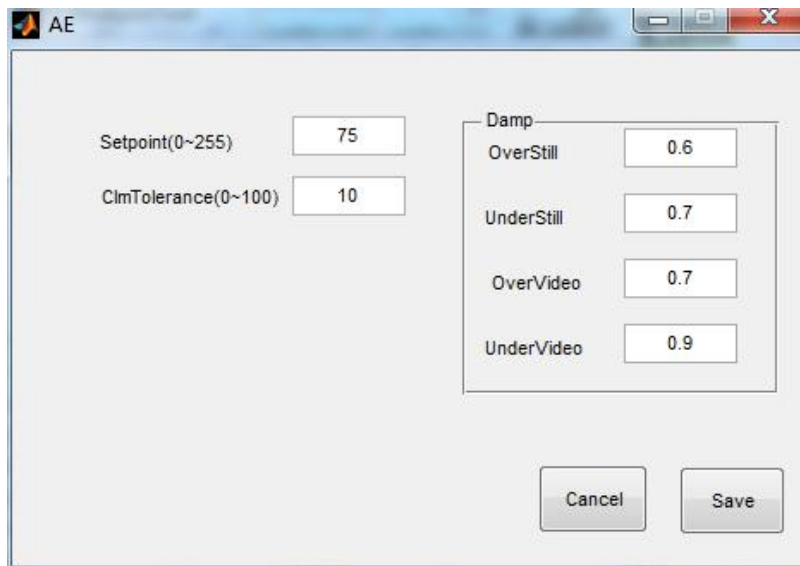 AE
Setpoint(0~255) 75
ClmTolerance(0~100) 10
Damp
OverStill 0.6
UnderStill 0.7
OverVideo 0.7
UnderVideo 0.9
Cancel Save